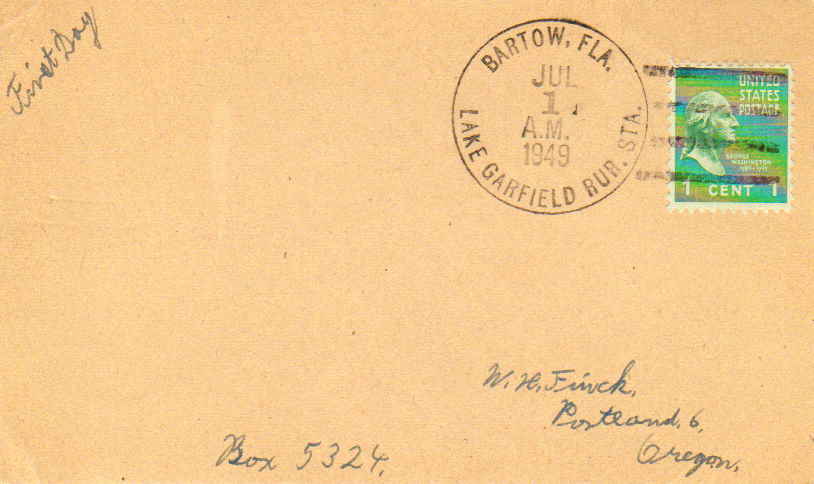 First Day
BARTOW, FLA.
JUL
1
A.M.
1949
LAKE GARFIELD RUR. STA.
UNITED
STATES
POSTAGE
GEORGE
WASHINGTON
1 CENT 1
W. H. Finck,
Portland, 6,
Oregon,
Box 5324,